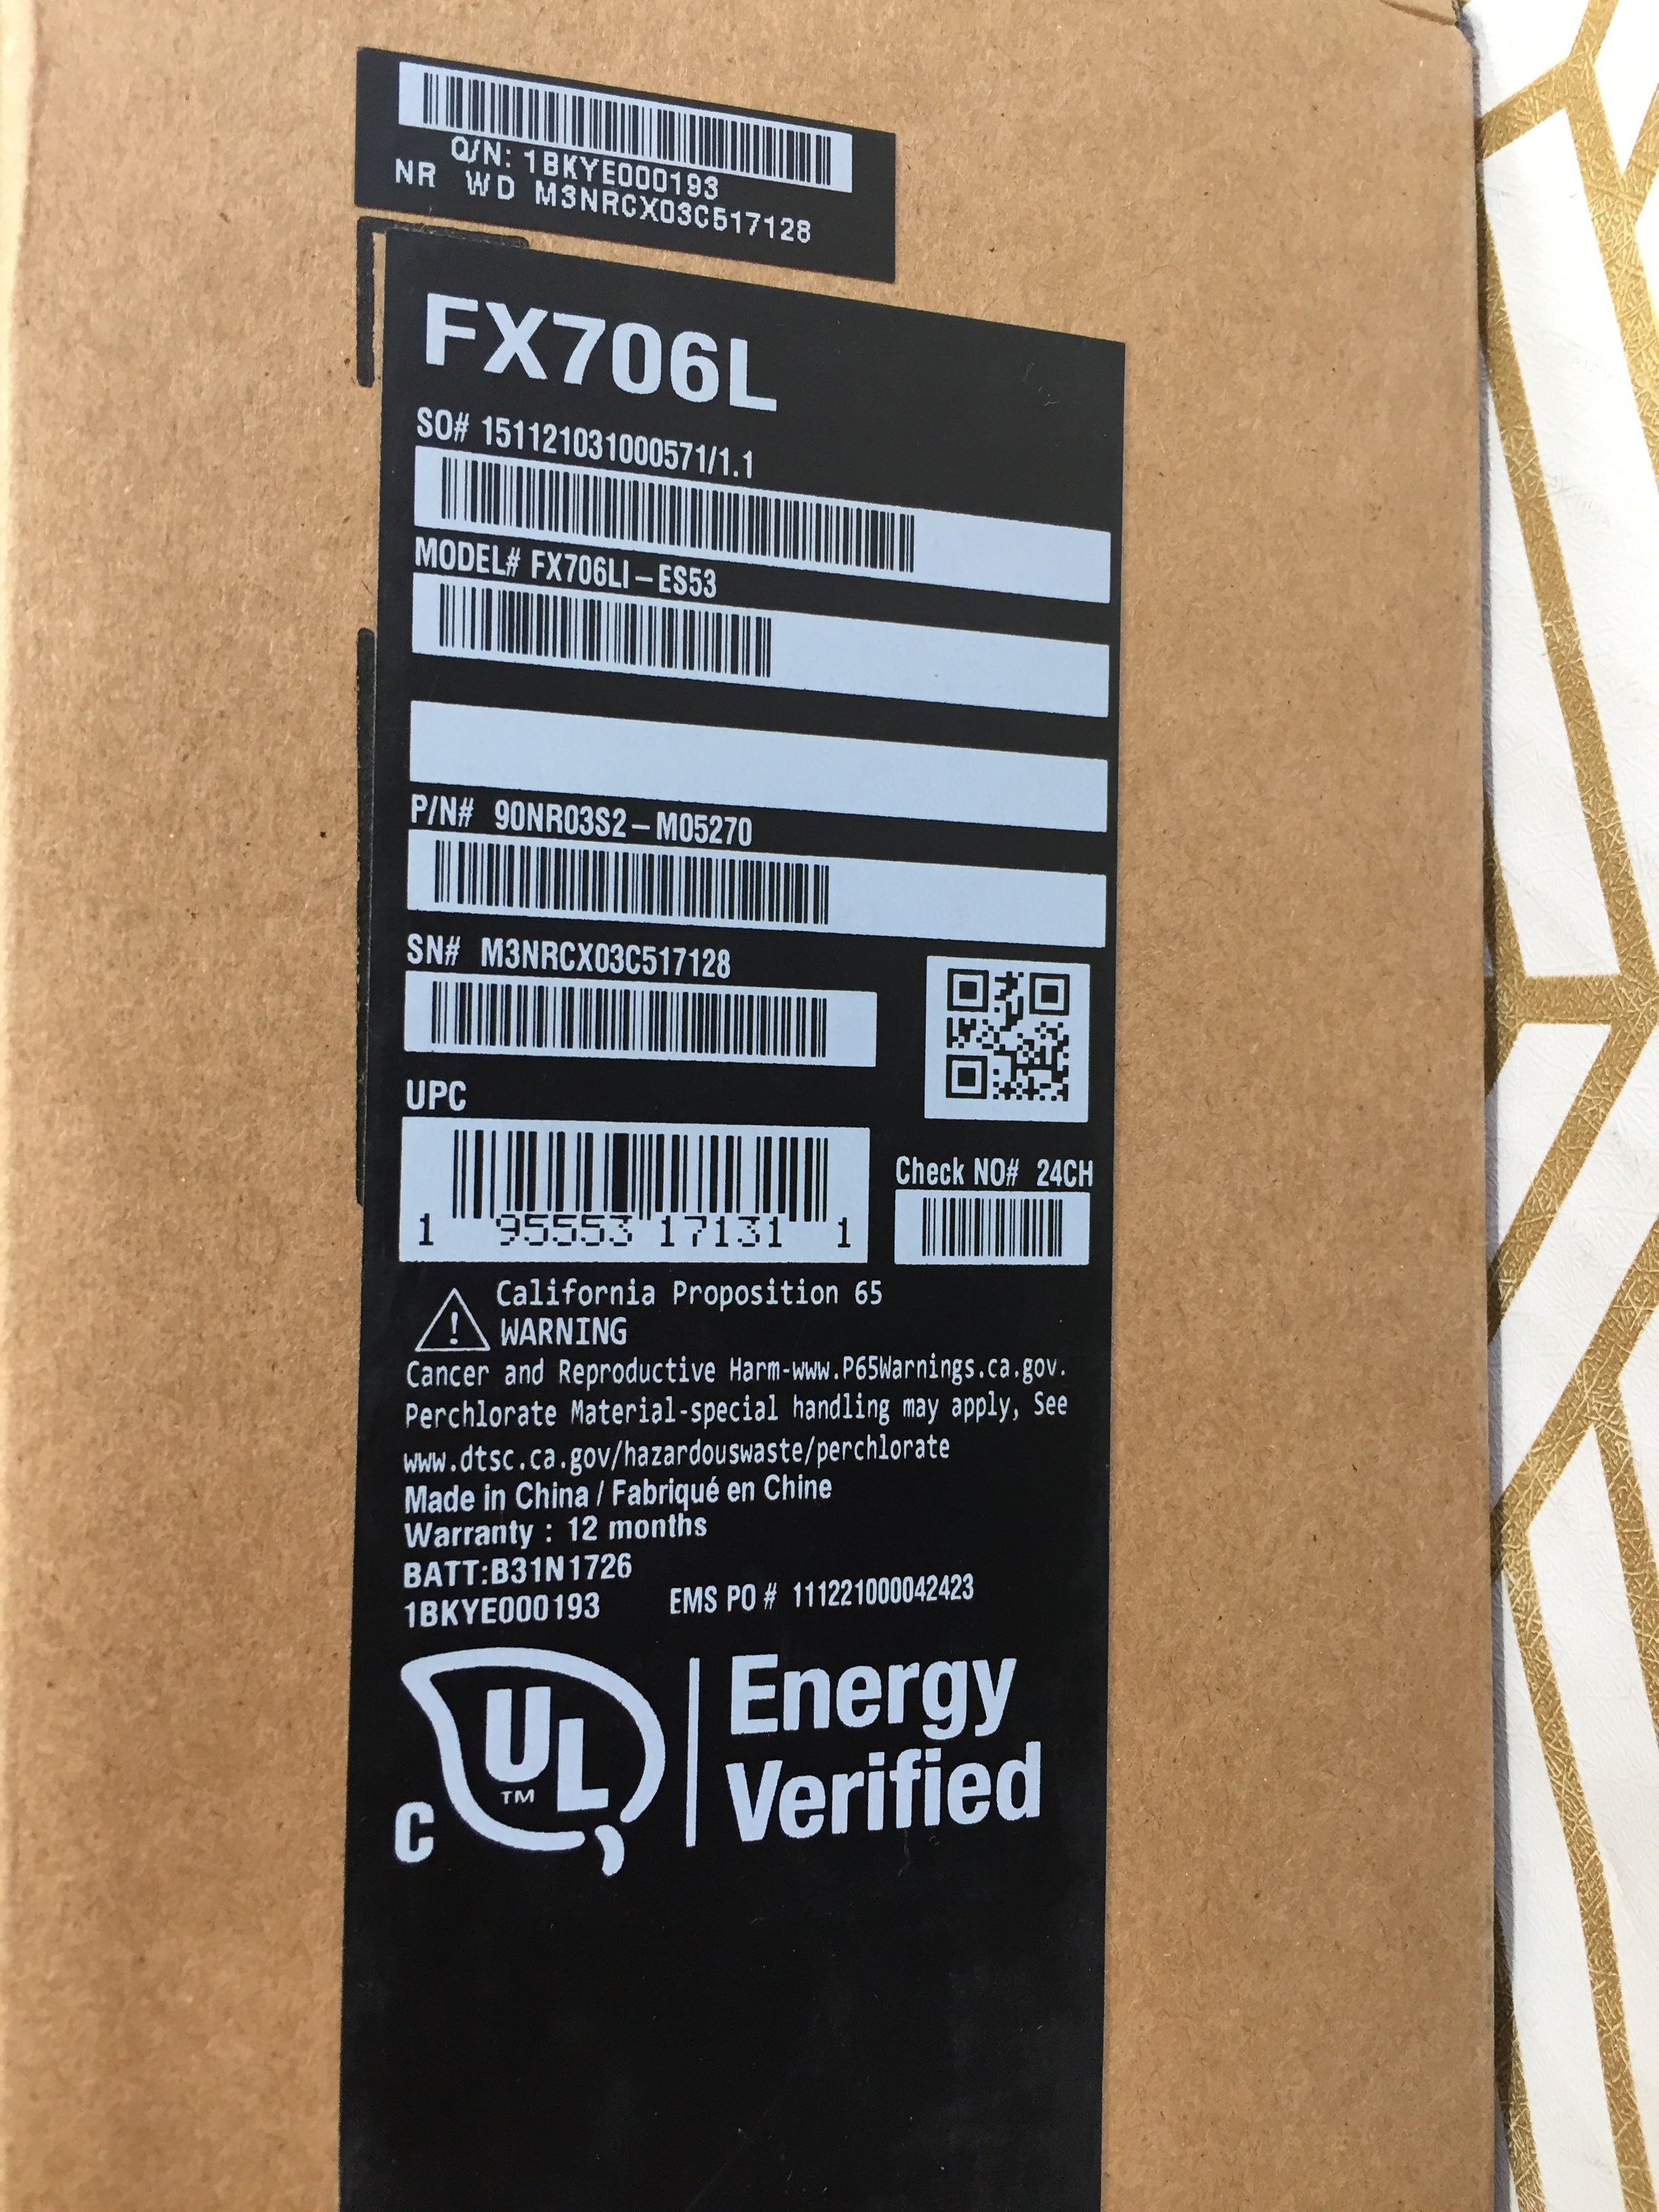 Q/N: 1BKYE000193
NR WD M3NRCX03C517128
FX706L
SO# 151121031000571/1.1
MODEL# FX706LI-ES53
P/N# 90NR03S2-M05270
SN# M3NRCX03C517128
UPC
1 95553 17131 1
Check NO# 24CH
California Proposition 65
WARNING
Cancer and Reproductive Harm-www.P65Warnings.ca.gov.
Perchlorate Material-special handling may apply, See
www.dtsc.ca.gov/hazardouswaste/perchlorate
Made in China / Fabriqué en Chine
Warranty : 12 months
BATT:B31N1726
1BKYE000193 EMS PO # 111221000042423
C UL TM
Energy
Verified